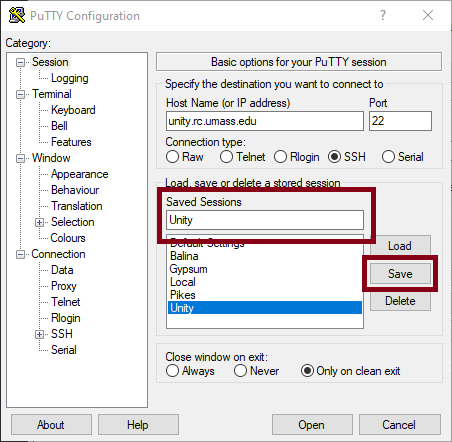 PuTTY Configuration
?
Category:
Session
Logging
Terminal
Keyboard
Bell
Features
Window
Appearance
Behaviour
Translation
Selection
Colours
Connection
Data
Proxy
Telnet
Rlogin
SSH
Serial
Basic options for your PuTTY session
Specify the destination you want to connect to
Host Name (or IP address) Port
unity.rc.umass.edu 22
Connection type:
Raw Telnet Rlogin SSH Serial
Load, save or delete a stored session
Saved Sessions
Unity
Default Settings
Balina
Gypsum
Local
Pikes
Unity
Load
Save
Delete
Close window on exit:
Always Never Only on clean exit
About Help Open Cancel